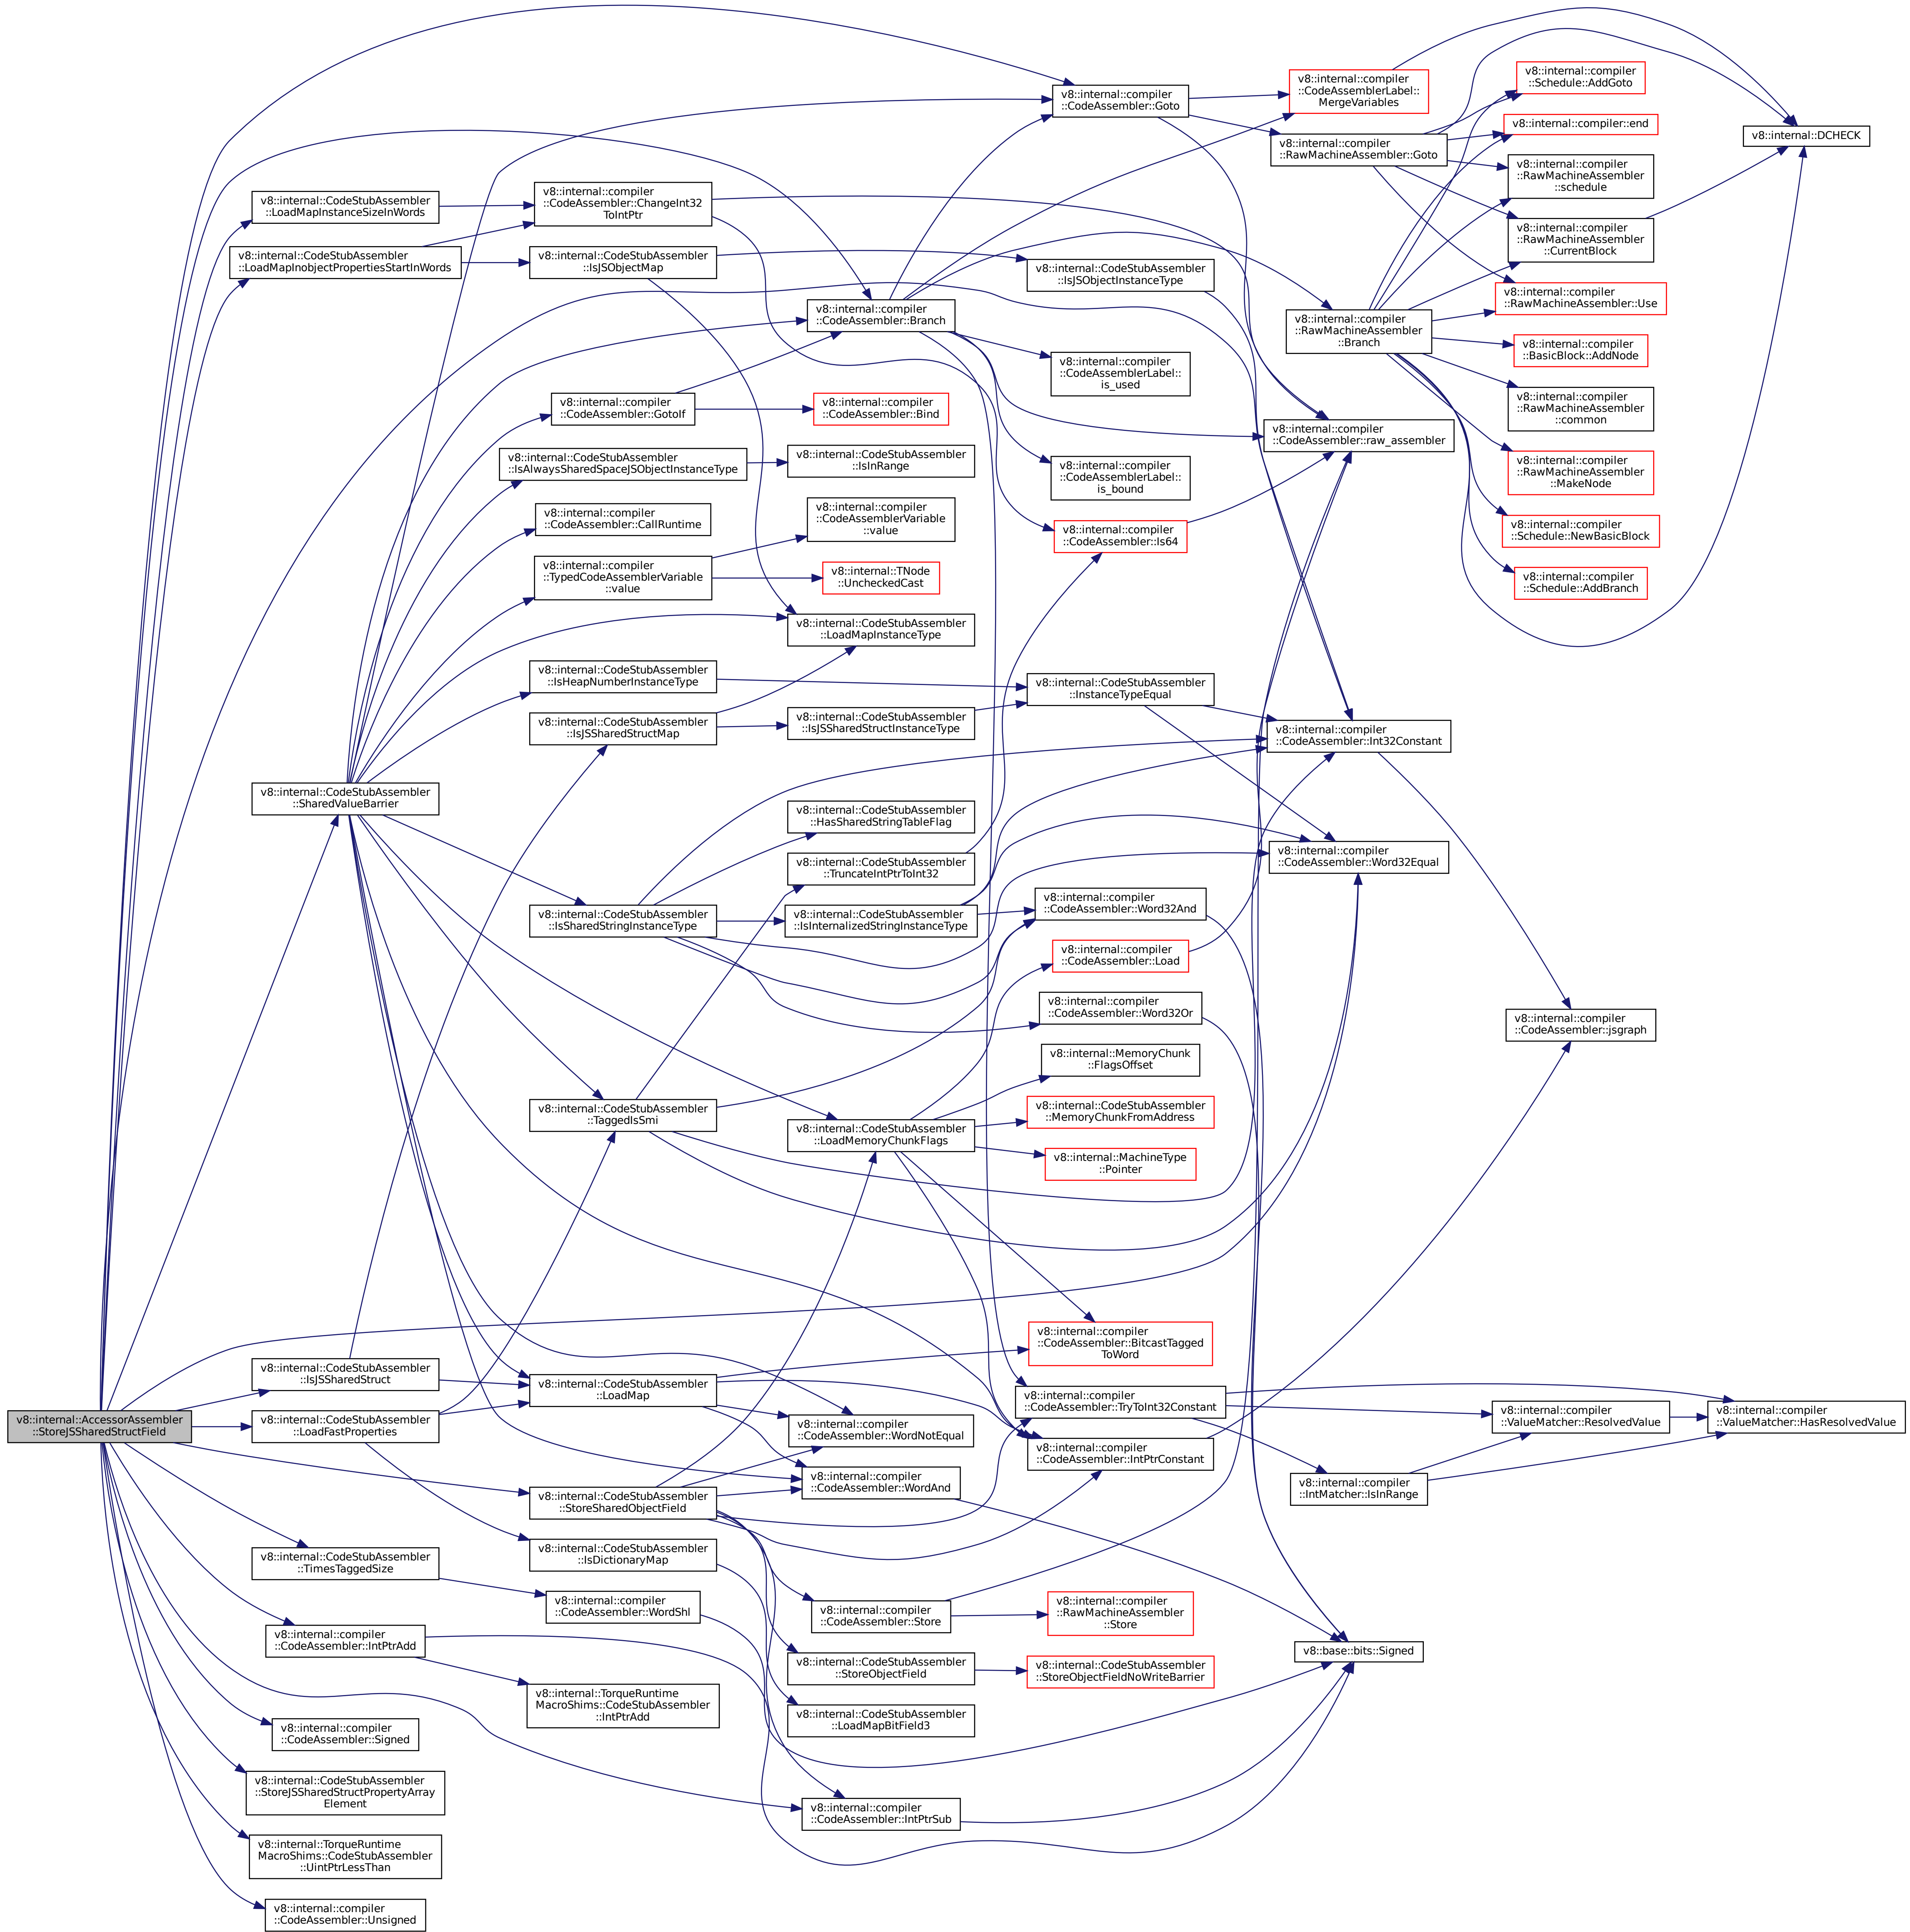 v8::internal::AccessorAssembler
::StoreJSSharedStructField
v8::internal::CodeStubAssembler
::LoadMapInstanceSizeInWords
v8::internal::CodeStubAssembler
::LoadMapInobjectPropertiesStartInWords
v8::internal::CodeStubAssembler
::SharedValueBarrier
v8::internal::CodeStubAssembler
::IsJSSharedStruct
v8::internal::CodeStubAssembler
::LoadFastProperties
v8::internal::CodeStubAssembler
::TimesTaggedSize
v8::internal::compiler
::CodeAssembler::IntPtrAdd
v8::internal::compiler
::CodeAssembler::Signed
v8::internal::CodeStubAssembler
::StoreJSSharedStructPropertyArray
Element
v8::internal::TorqueRuntime
MacroShims::CodeStubAssembler
::UintPtrLessThan
v8::internal::compiler
::CodeAssembler::Unsigned
v8::internal::compiler
::CodeAssembler::ChangeInt32
ToIntPtr
v8::internal::CodeStubAssembler
::IsJSObjectMap
v8::internal::compiler
::CodeAssembler::GotoIf
v8::internal::CodeStubAssembler
::IsAlwaysSharedSpaceJSObjectInstanceType
v8::internal::compiler
::CodeAssembler::CallRuntime
v8::internal::compiler
::TypedCodeAssemblerVariable
::value
v8::internal::CodeStubAssembler
::IsHeapNumberInstanceType
v8::internal::CodeStubAssembler
::IsJSSharedStructMap
v8::internal::CodeStubAssembler
::IsSharedStringInstanceType
v8::internal::CodeStubAssembler
::TaggedIsSmi
v8::internal::CodeStubAssembler
::LoadMap
v8::internal::CodeStubAssembler
::StoreSharedObjectField
v8::internal::CodeStubAssembler
::IsDictionaryMap
v8::internal::compiler
::CodeAssembler::WordShl
v8::internal::TorqueRuntime
MacroShims::CodeStubAssembler
::IntPtrAdd
v8::internal::compiler
::CodeAssembler::Branch
v8::internal::compiler
::CodeAssembler::Bind
v8::internal::CodeStubAssembler
::IsInRange
v8::internal::compiler
::CodeAssemblerVariable
::value
v8::internal::TNode
::UncheckedCast
v8::internal::CodeStubAssembler
::LoadMapInstanceType
v8::internal::CodeStubAssembler
::IsJSSharedStructInstanceType
v8::internal::CodeStubAssembler
::HasSharedStringTableFlag
v8::internal::CodeStubAssembler
::TruncateIntPtrToInt32
v8::internal::CodeStubAssembler
::IsInternalizedStringInstanceType
v8::internal::CodeStubAssembler
::LoadMemoryChunkFlags
v8::internal::compiler
::CodeAssembler::WordNotEqual
v8::internal::compiler
::CodeAssembler::WordAnd
v8::internal::compiler
::CodeAssembler::Store
v8::internal::CodeStubAssembler
::StoreObjectField
v8::internal::CodeStubAssembler
::LoadMapBitField3
v8::internal::compiler
::CodeAssembler::IntPtrSub
v8::internal::compiler
::CodeAssembler::Goto
v8::internal::CodeStubAssembler
::IsJSObjectInstanceType
v8::internal::compiler
::CodeAssemblerLabel::
is_used
v8::internal::compiler
::CodeAssemblerLabel::
is_bound
v8::internal::compiler
::CodeAssembler::Is64
v8::internal::CodeStubAssembler
::InstanceTypeEqual
v8::internal::compiler
::CodeAssembler::Word32And
v8::internal::compiler
::CodeAssembler::Load
v8::internal::compiler
::CodeAssembler::Word32Or
v8::internal::MemoryChunk
::FlagsOffset
v8::internal::CodeStubAssembler
::MemoryChunkFromAddress
v8::internal::MachineType
::Pointer
v8::internal::compiler
::CodeAssembler::BitcastTagged
ToWord
v8::internal::compiler
::CodeAssembler::TryToInt32Constant
v8::internal::compiler
::CodeAssembler::IntPtrConstant
v8::internal::compiler
::RawMachineAssembler
::Store
v8::internal::CodeStubAssembler
::StoreObjectFieldNoWriteBarrier
v8::internal::compiler
::CodeAssemblerLabel::
MergeVariables
v8::internal::compiler
::RawMachineAssembler::Goto
v8::internal::compiler
::RawMachineAssembler
::Branch
v8::internal::compiler
::CodeAssembler::raw_assembler
v8::internal::compiler
::CodeAssembler::Int32Constant
v8::internal::compiler
::CodeAssembler::Word32Equal
v8::internal::compiler
::IntMatcher::IsInRange
v8::base::bits::Signed
v8::internal::compiler
::Schedule::AddGoto
v8::internal::compiler::end
v8::internal::compiler
::RawMachineAssembler
::schedule
v8::internal::compiler
::RawMachineAssembler
::CurrentBlock
v8::internal::compiler
::RawMachineAssembler::Use
v8::internal::compiler
::BasicBlock::AddNode
v8::internal::compiler
::RawMachineAssembler
::common
v8::internal::compiler
::RawMachineAssembler
::MakeNode
v8::internal::compiler
::Schedule::NewBasicBlock
v8::internal::compiler
::Schedule::AddBranch
v8::internal::compiler
::CodeAssembler::jsgraph
v8::internal::compiler
::ValueMatcher::ResolvedValue
v8::internal::DCHECK
v8::internal::compiler
::ValueMatcher::HasResolvedValue